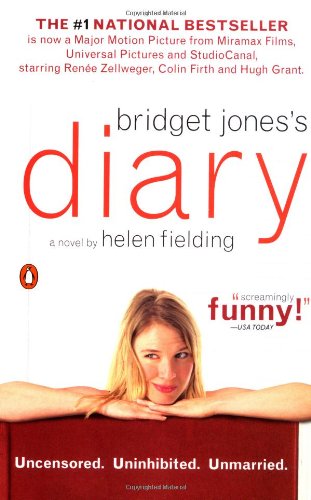 THE #1 NATIONAL BESTSELLER
is now a Major Motion Picture from Miramax Films,
Universal Pictures and StudioCanal,
starring Renée Zellweger, Colin Firth and Hugh Grant.
bridget jones's
diary
a novel by helen fielding
"screamingly
funny!"
—USA TODAY
Uncensored. Uninhibited. Unmarried.